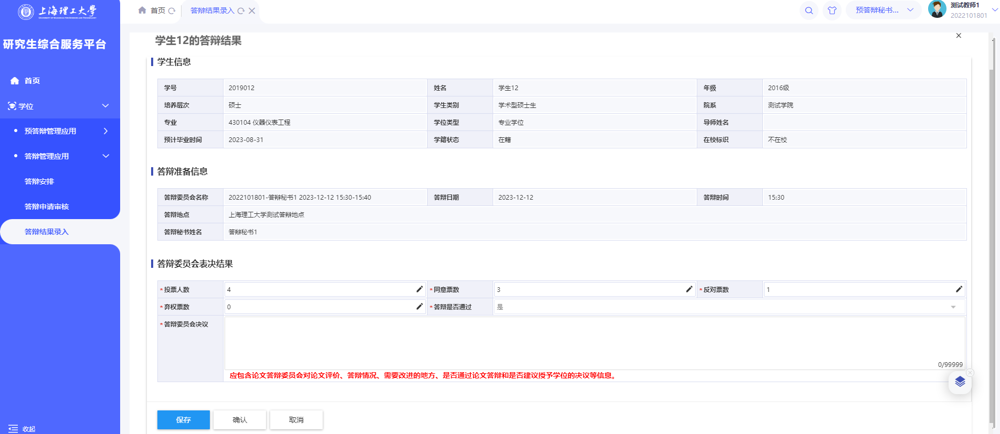 上海理工大学
UNIVERSITY OF SHANGHAI FOR SCIENCE AND TECHNOLOGY
研究生综合服务平台
首页
学位
预答辩管理应用
答辩管理应用
答辩安排
答辩申请审核
答辩结果录入
收起
首页 答辩结果录入
预答辩秘书...
测试教师1
2022101801
学生12的答辩结果
学生信息
学号 2019012 姓名 学生12 年级 2016级
培养层次 硕士 学生类别 学术型硕士生 院系 测试学院
专业 430104 仪器仪表工程 学位类型 专业学位 导师姓名
预计毕业时间 2023-08-31 学籍状态 在籍 在校标识 不在校
答辩准备信息
答辩委员会名称 2022101801-答辩秘书1 2023-12-12 15:30-15:40 答辩日期 2023-12-12 答辩时间 15:30
答辩地点 上海理工大学测试答辩地点
答辩秘书姓名 答辩秘书1
答辩委员会表决结果
*投票人数 4 *同意票数 3 *反对票数 1
*弃权票数 0 *答辩是否通过 是
*答辩委员会决议
0/99999
应包含论文答辩委员会对论文评价、答辩情况、需要改进的地方、是否通过论文答辩和是否建议授予学位的决议等信息。
保存 确认 取消